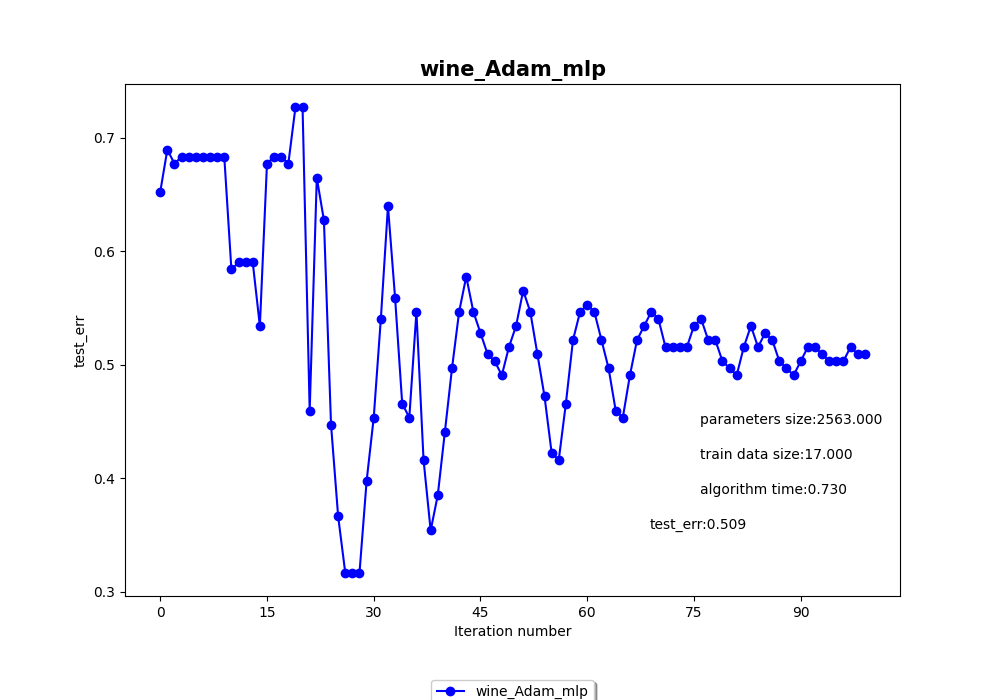 wine_Adam_mlp
0.7
0.6
0.5
0.4
0.3
test_err
parameters size:2563.000
train data size:17.000
algorithm time:0.730
test_err:0.509
0 15 30 45 60 75 90
Iteration number
wine_Adam_mlp